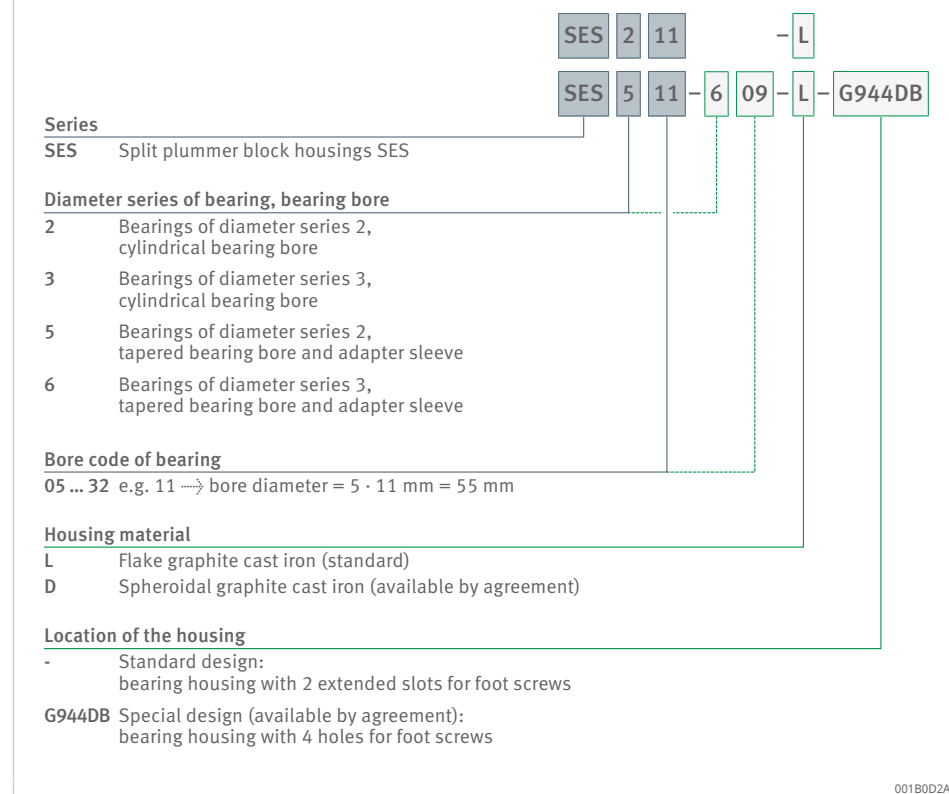 SES 2 11 – L
SES 5 11 – 6 09 – L – G944DB
Series
SES Split plummer block housings SES
Diameter series of bearing, bearing bore
2 Bearings of diameter series 2,
cylindrical bearing bore
3 Bearings of diameter series 3,
cylindrical bearing bore
5 Bearings of diameter series 2,
tapered bearing bore and adapter sleeve
6 Bearings of diameter series 3,
tapered bearing bore and adapter sleeve
Bore code of bearing
05 ... 32 e.g. 11 ⇢ bore diameter = 5 · 11 mm = 55 mm
Housing material
L Flake graphite cast iron (standard)
D Spheroidal graphite cast iron (available by agreement)
Location of the housing
- Standard design:
bearing housing with 2 extended slots for foot screws
G944DB Special design (available by agreement):
bearing housing with 4 holes for foot screws
001B0D2A